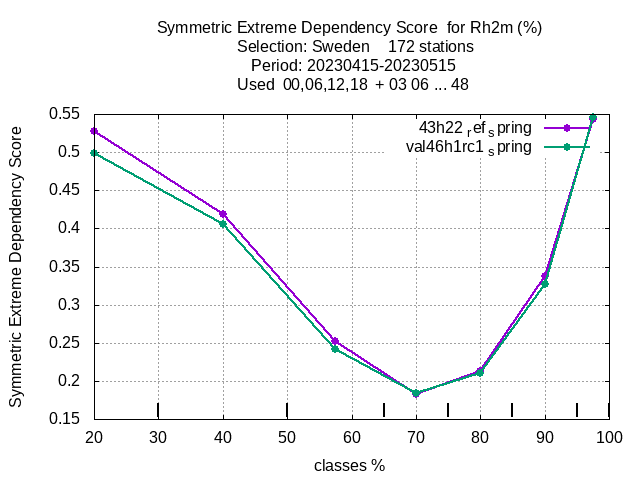 Symmetric Extreme Dependency Score for Rh2m (%)
Selection: Sweden 172 stations
Period: 20230415-20230515
Used 00,06,12,18 + 03 06 ... 48
43h22 ref spring
val46h1rc1 spring
Symmetric Extreme Dependency Score
0.55
0.5
0.45
0.4
0.35
0.3
0.25
0.2
0.15
20 30 40 50 60 70 80 90 100
classes %